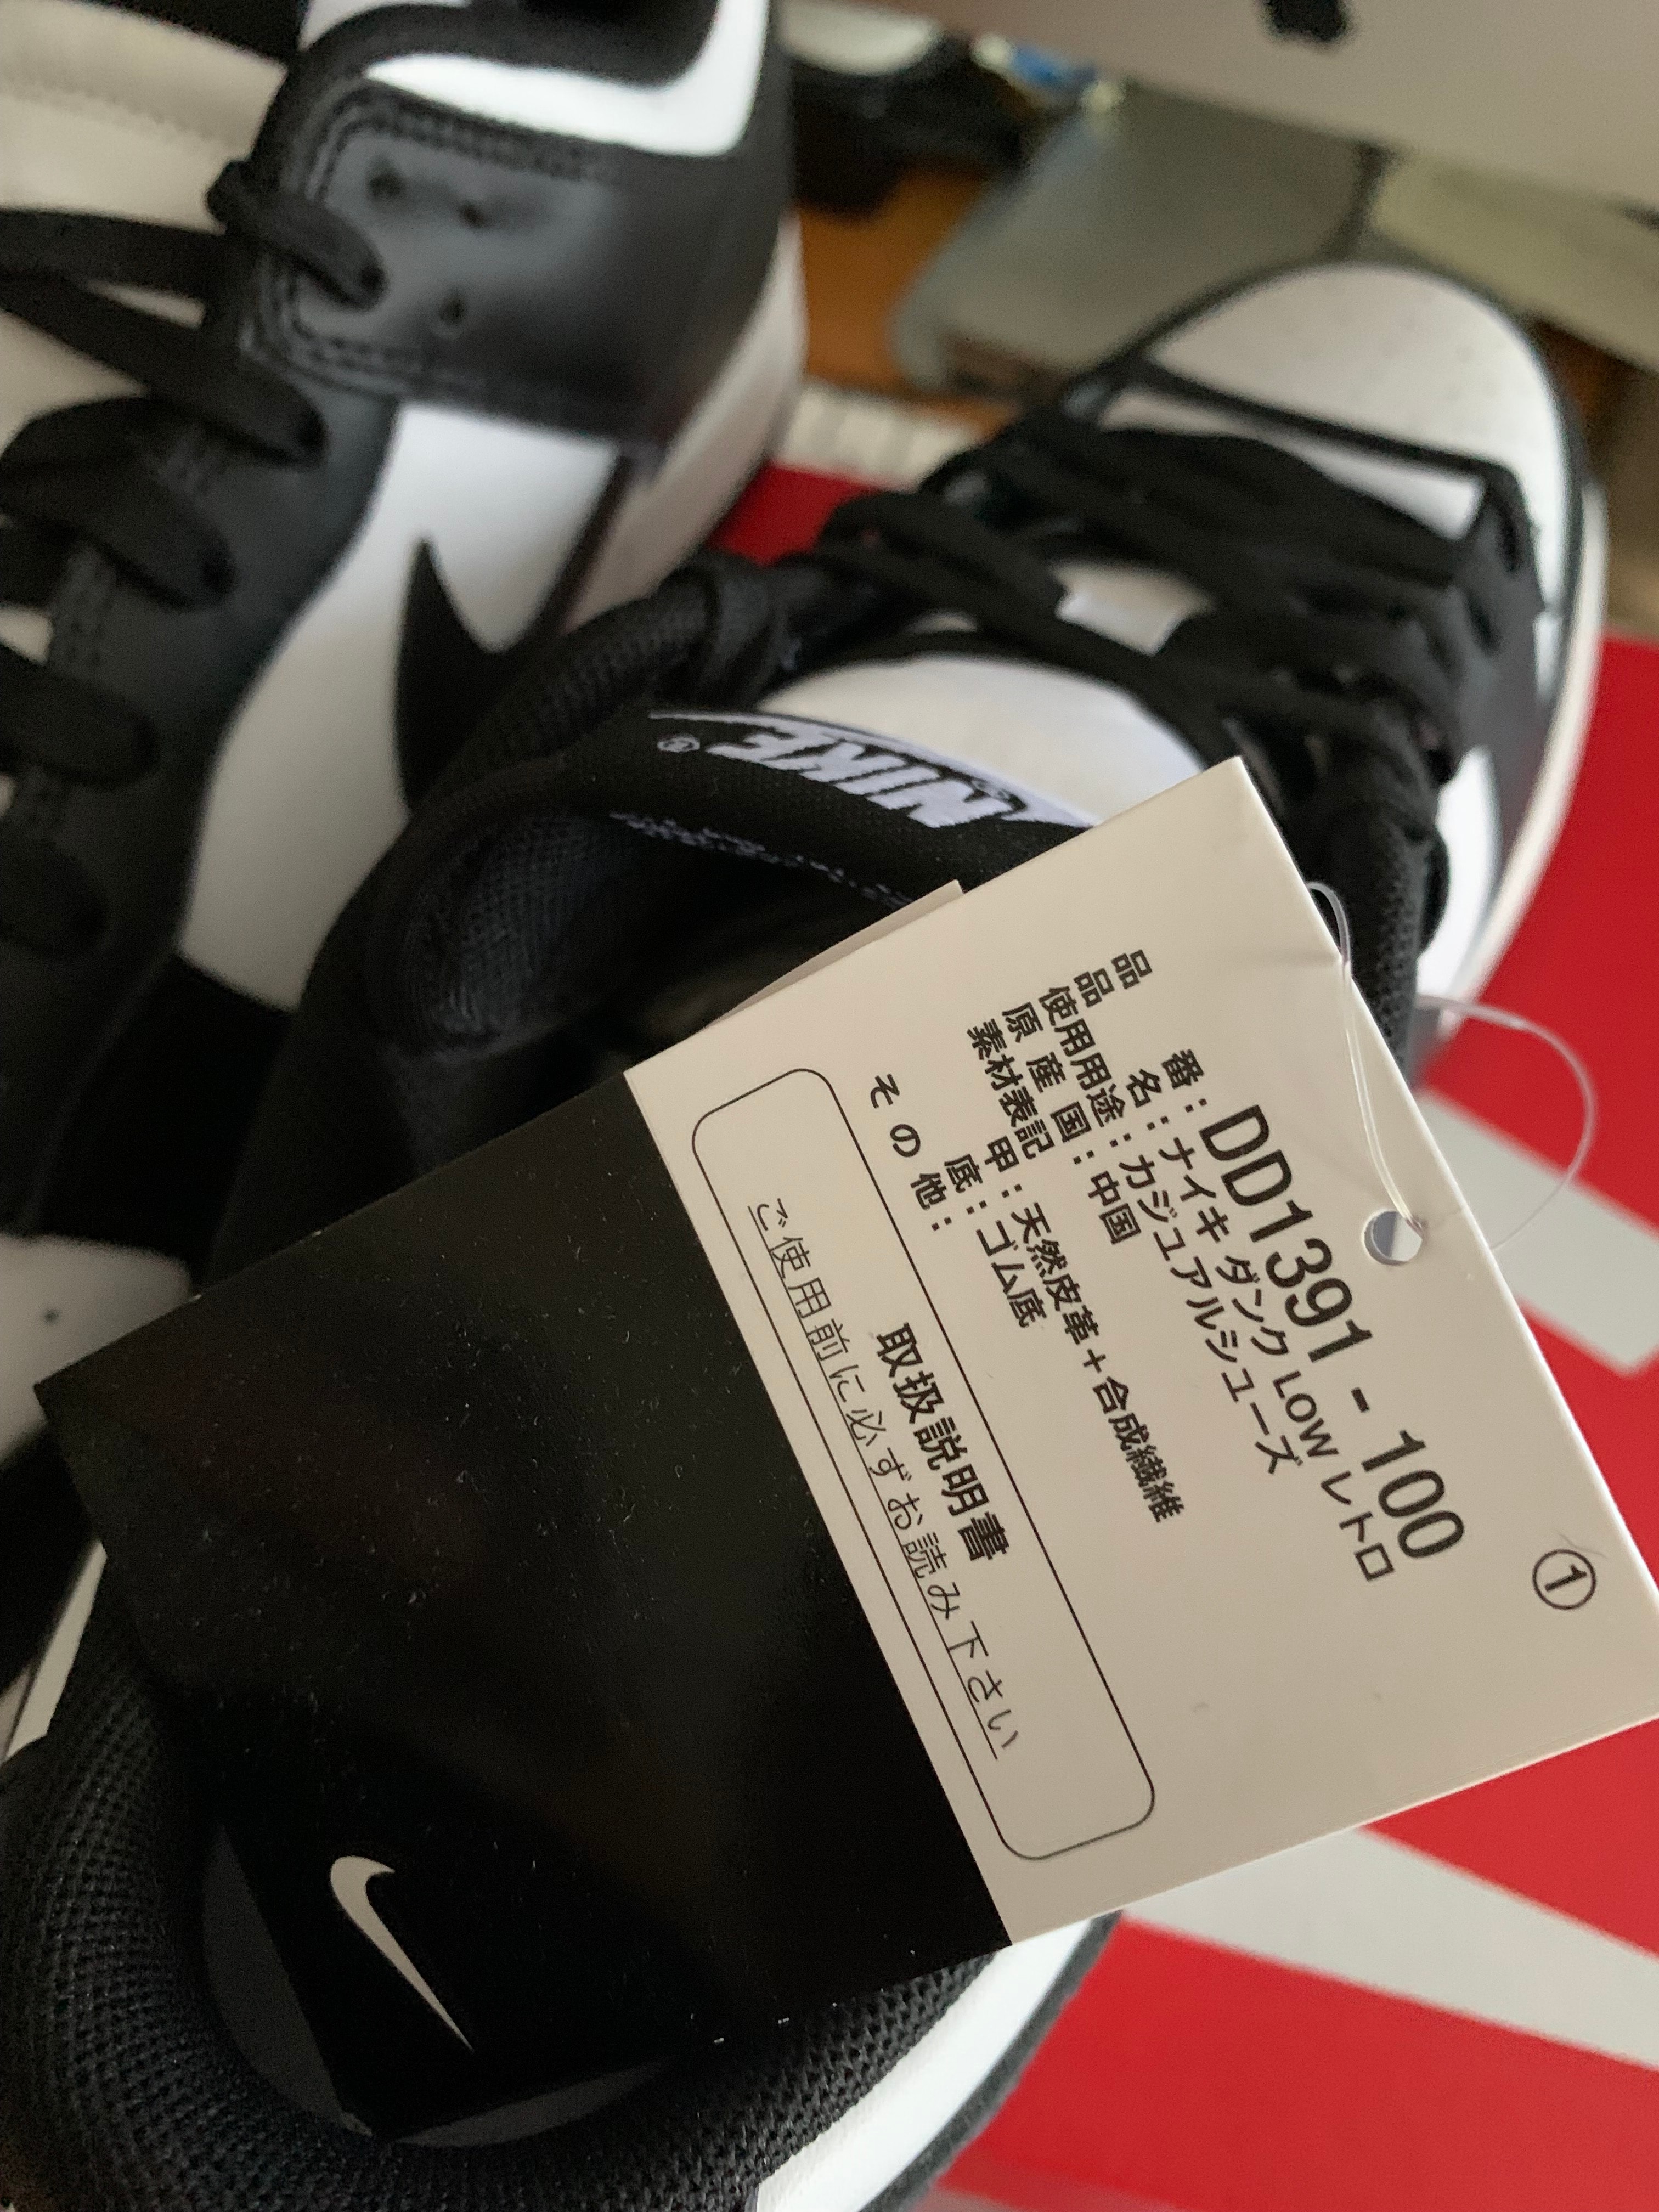 ①
品番:DD1391-100
品名:ナイキ ダンク LOW レトロ
使用用途:カジュアルシューズ
原産国:中国
素材表記
甲:天然皮革+合成繊維
底:ゴム底
その他:
取扱説明書
ご使用前に必ずお読み下さい
NIKE®